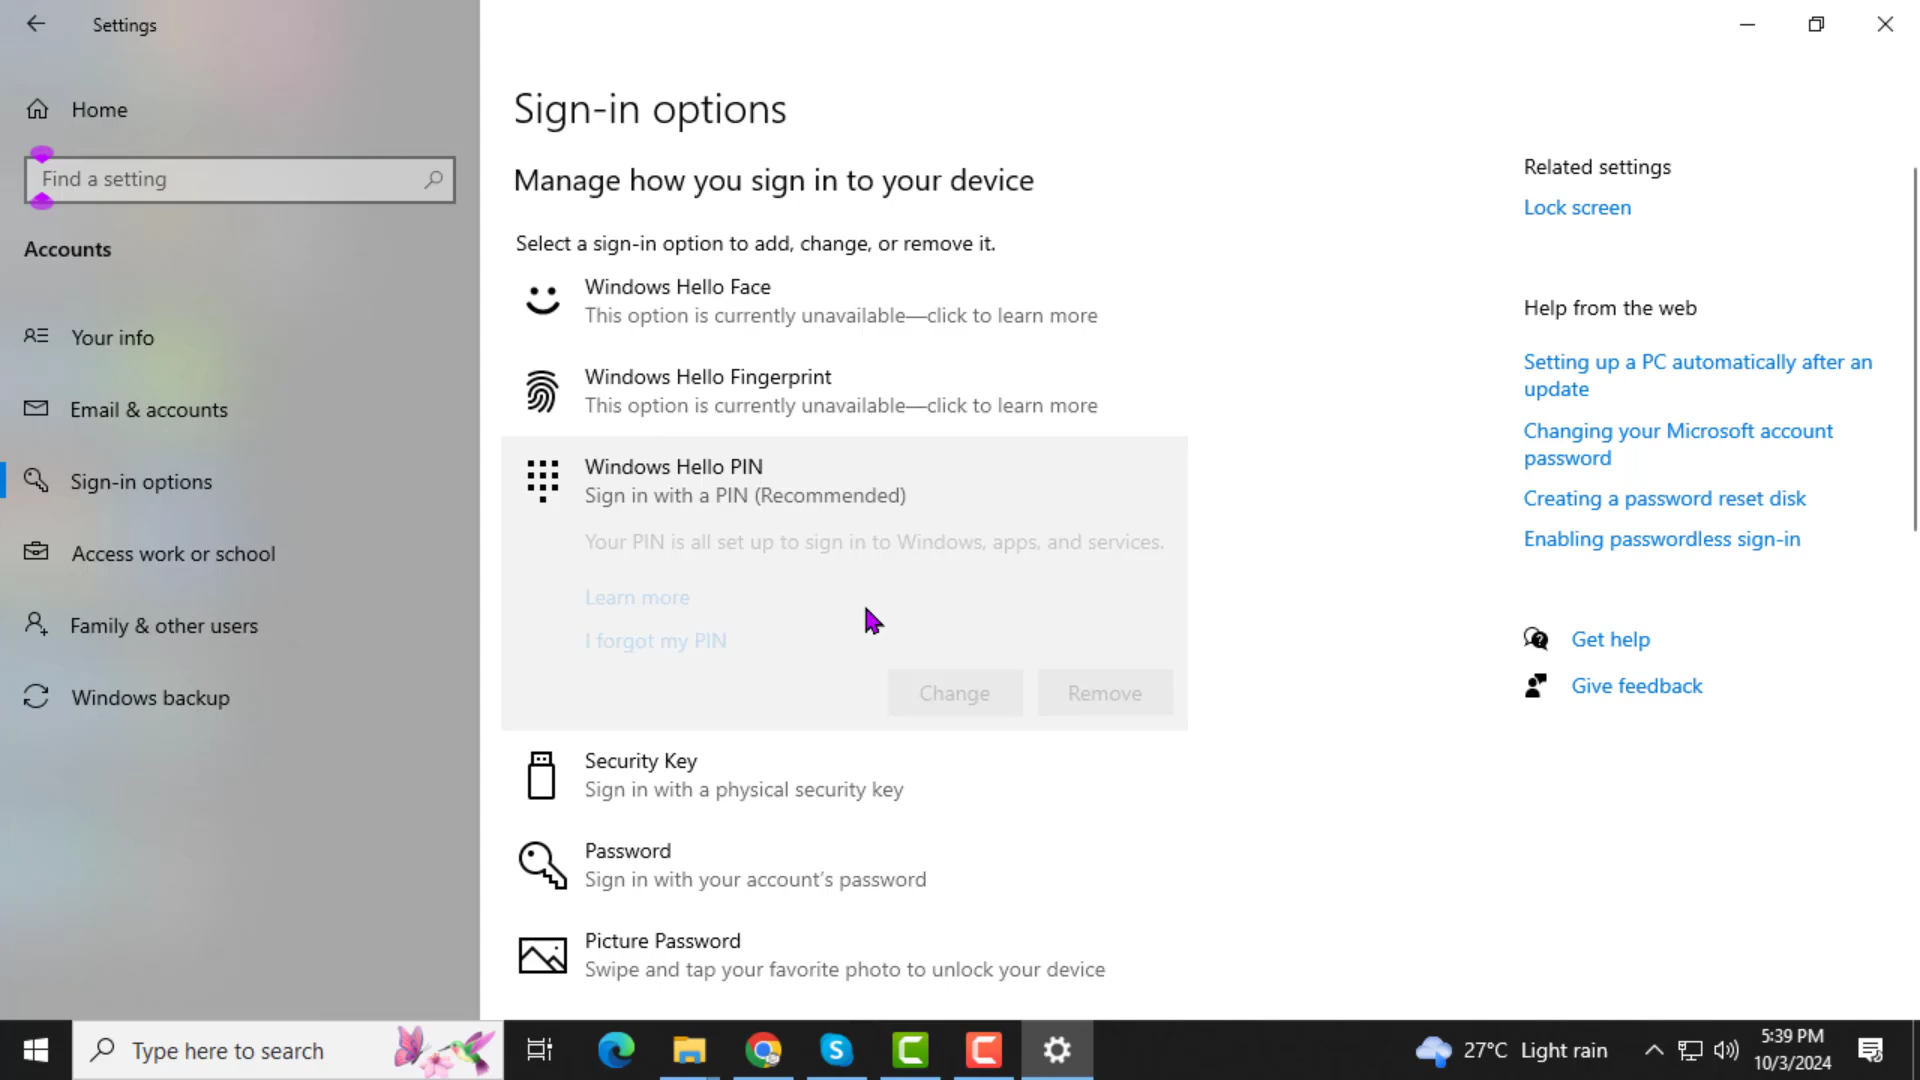 Settings
Home
Find a setting
Accounts
Your info
Email & accounts
Sign-in options
Access work or school
Family & other users
Windows backup
Sign-in options
Manage how you sign in to your device
Select a sign-in option to add, change, or remove it.
Windows Hello Face
This option is currently unavailable—click to learn more
Windows Hello Fingerprint
This option is currently unavailable—click to learn more
Windows Hello PIN
Sign in with a PIN (Recommended)
Your PIN is all set up to sign in to Windows, apps, and services.
Learn more
I forgot my PIN
Change
Remove
Security Key
Sign in with a physical security key
Password
Sign in with your account's password
Picture Password
Swipe and tap your favorite photo to unlock your device
Related settings
Lock screen
Help from the web
Setting up a PC automatically after an
update
Changing your Microsoft account
password
Creating a password reset disk
Enabling passwordless sign-in
Get help
Give feedback
Type here to search
27°C Light rain
5:39 PM
10/3/2024